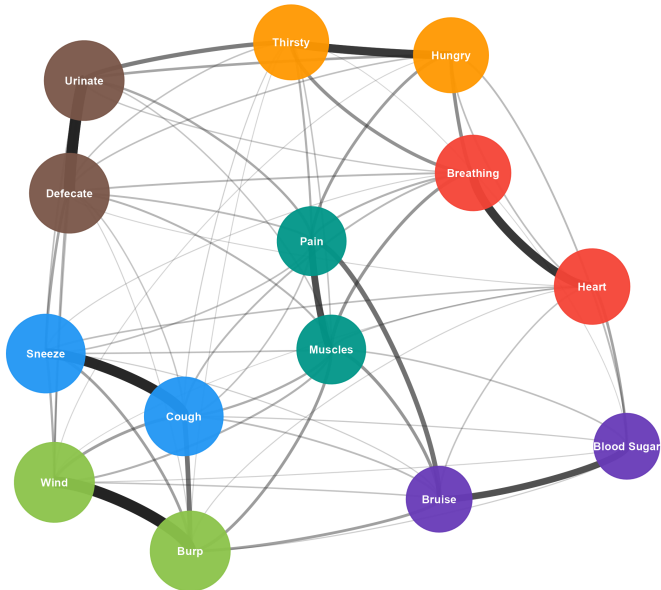 Thirsty
Hungry
Urinate
Breathing
Defecate
Pain
Heart
Muscles
Sneeze
Cough
Blood Sugar
Wind
Bruise
Burp